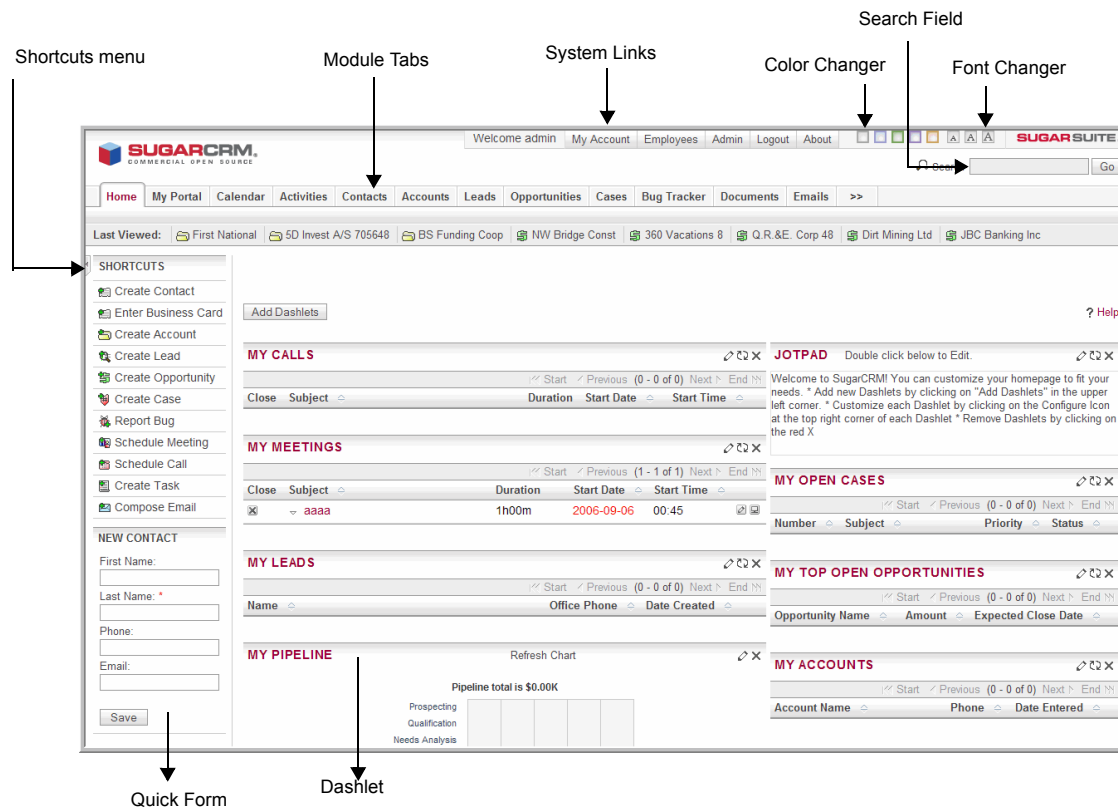 Search Field
Shortcuts menu
Module Tabs
System Links
Color Changer
Font Changer
SUGARCRM.
COMMERCIAL OPEN SOURCE
Welcome admin My Account Employees Admin Logout About A A A SUGARSUITE
Search Go
Home My Portal Calendar Activities Contacts Accounts Leads Opportunities Cases Bug Tracker Documents Emails >>
Last Viewed: First National 5D Invest A/S 705648 BS Funding Coop NW Bridge Const 360 Vacations 8 Q.R.&E. Corp 48 Dirt Mining Ltd JBC Banking Inc
SHORTCUTS
Create Contact
Enter Business Card
Create Account
Create Lead
Create Opportunity
Create Case
Report Bug
Schedule Meeting
Schedule Call
Create Task
Compose Email
NEW CONTACT
First Name:
Last Name: *
Phone:
Email:
Save
Add Dashlets
? Help
MY CALLS
Start Previous (0 - 0 of 0) Next End
Close Subject Duration Start Date Start Time
MY MEETINGS
Start Previous (1 - 1 of 1) Next End
Close Subject Duration Start Date Start Time
aaaa 1h00m 2006-09-06 00:45
MY LEADS
Start Previous (0 - 0 of 0) Next End
Name Office Phone Date Created
MY PIPELINE Refresh Chart
Pipeline total is $0.00K
Prospecting
Qualification
Needs Analysis
JOTPAD Double click below to Edit.
Welcome to SugarCRM! You can customize your homepage to fit your
needs. * Add new Dashlets by clicking on "Add Dashlets" in the upper
left corner. * Customize each Dashlet by clicking on the Configure Icon
at the top right corner of each Dashlet * Remove Dashlets by clicking on
the red X
MY OPEN CASES
Start Previous (0 - 0 of 0) Next End
Number Subject Priority Status
MY TOP OPEN OPPORTUNITIES
Start Previous (0 - 0 of 0) Next End
Opportunity Name Amount Expected Close Date
MY ACCOUNTS
Start Previous (0 - 0 of 0) Next End
Account Name Phone Date Entered
Quick Form
Dashlet